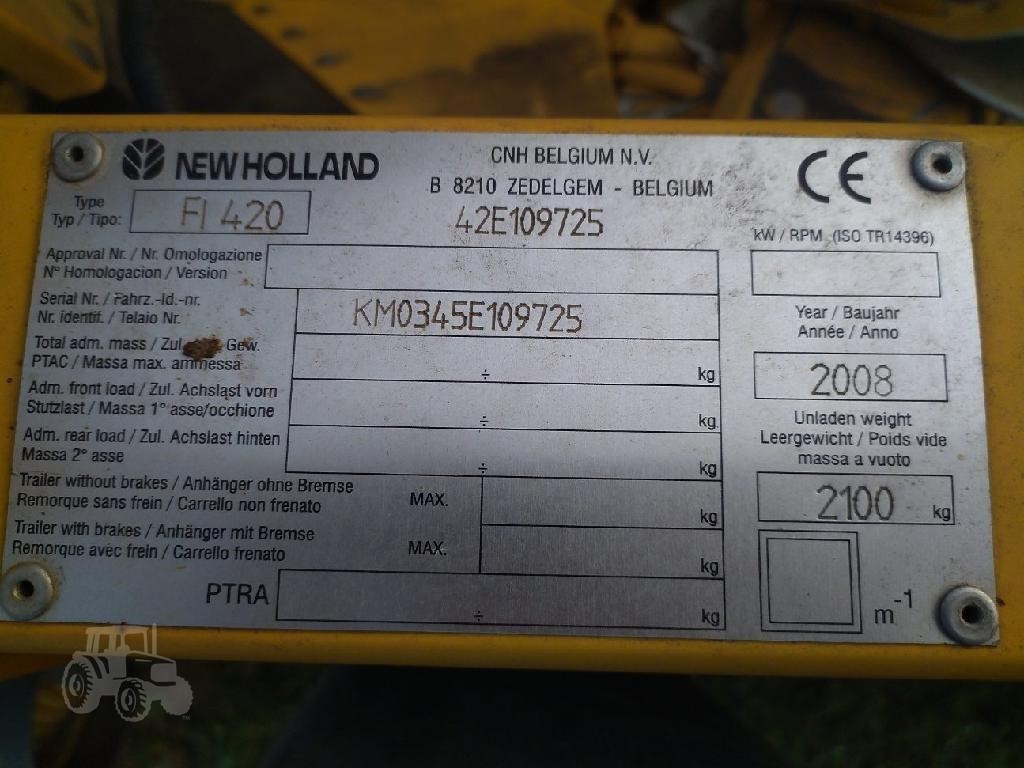 NEW HOLLAND
CNH BELGIUM N.V.
B 8210 ZEDELGEM - BELGIUM
CE
Type
Typ / Tipo:
FI 420
42E109725
kW / RPM (ISO TR14396)
Approval Nr. / Nr. Omologazione
N° Homologacion / Version
Serial Nr. / Fahrz.-Id.-nr.
Nr. identit. / Telaio Nr.
KM0345E109725
Year / Baujahr
Année / Anno
2008
Total adm. mass / Zul. Gew.
PTAC / Massa max. ammessa
÷ kg
Adm. front load / Zul. Achslast vorn
Stutzlast / Massa 1° asse/occhione
÷ kg
Unladen weight
Leergewicht / Poids vide
massa a vuoto
2100 kg
Adm. rear load / Zul. Achslast hinten
Massa 2° asse
÷ kg
Trailer without brakes / Anhänger ohne Bremse
Remorque sans frein / Carrello non frenato
MAX. kg
Trailer with brakes / Anhänger mit Bremse
Remorque avec frein / Carrello frenato
MAX. kg
PTRA ÷ kg
m-1